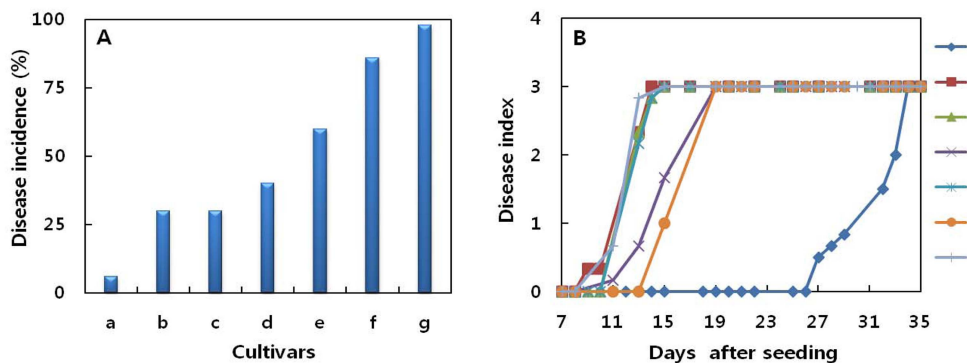 A
Disease incidence (%)
100
75
50
25
0
a b c d e f g
Cultivars
B
Disease index
4
3
2
1
0
7 11 15 19 23 27 31 35
Days after seeding